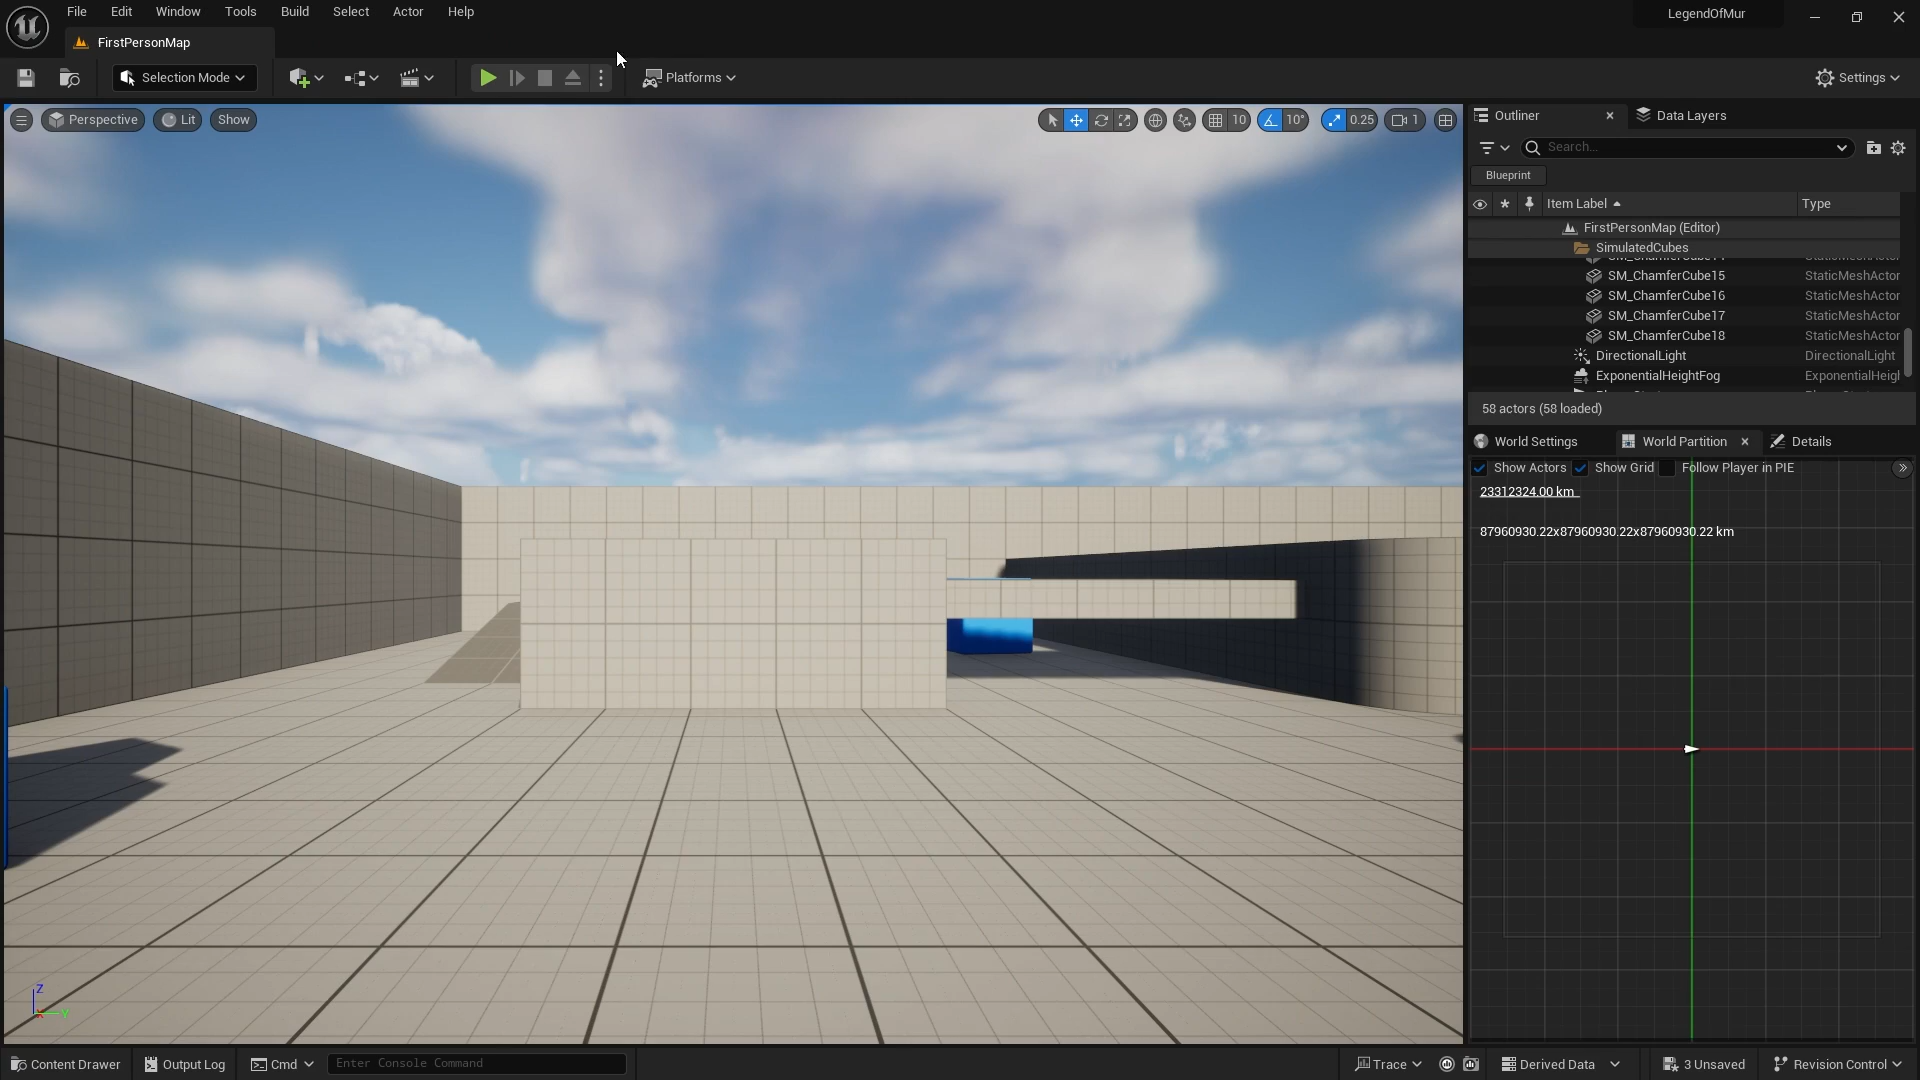 File Edit Window Tools Build Select Actor Help
LegendOfMur
FirstPersonMap
Selection Mode
Platforms
Settings
Perspective Lit Show
10 10° 0.25 1
Outliner Data Layers
Search...
Blueprint
Item Label Type
FirstPersonMap (Editor)
SimulatedCubes
SM_ChamferCube15 StaticMeshActor
SM_ChamferCube16 StaticMeshActor
SM_ChamferCube17 StaticMeshActor
SM_ChamferCube18 StaticMeshActor
DirectionalLight DirectionalLight
ExponentialHeightFog ExponentialHeigl
58 actors (58 loaded)
World Settings World Partition Details
Show Actors Show Grid Follow Player in PIE
23312324.00 km
87960930.22x87960930.22x87960930.22 km
Z
X Y
Content Drawer Output Log Cmd Enter Console Command Trace Derived Data 3 Unsaved Revision Control